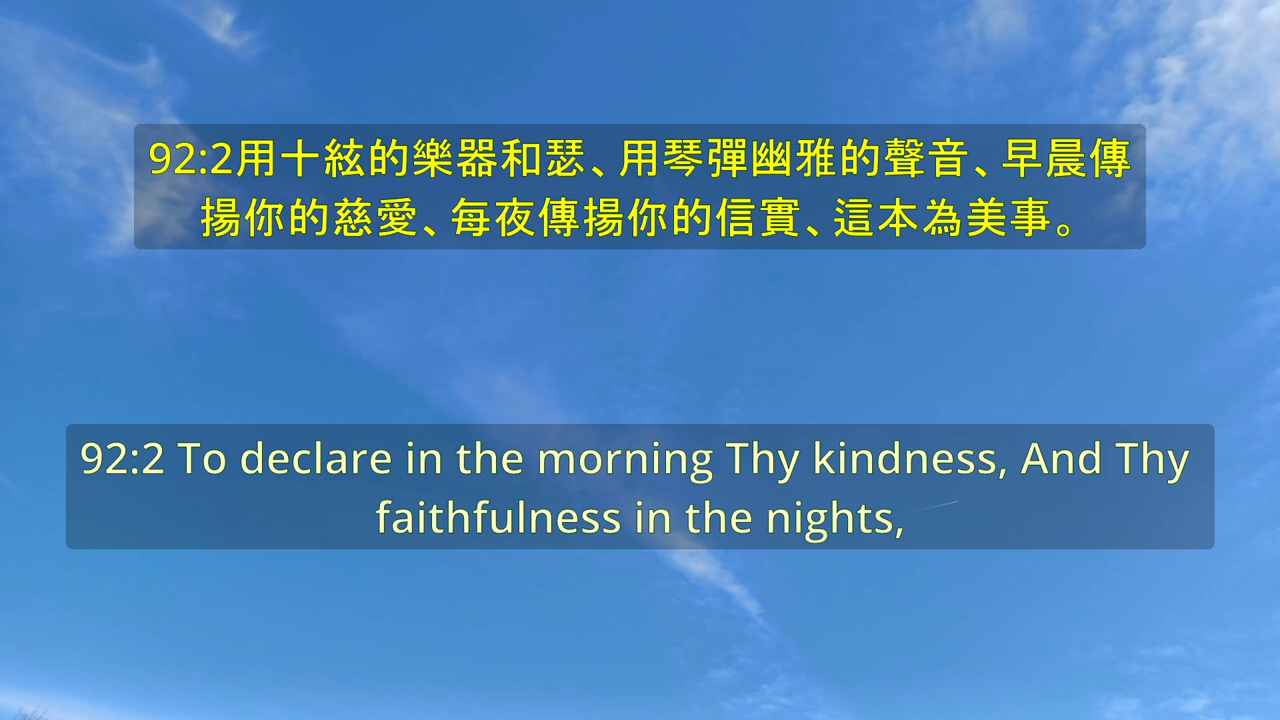 92:2用十絃的樂器和瑟、用琴彈幽雅的聲音、早晨傳
揚你的慈愛、每夜傳揚你的信實、這本為美事。
92:2 To declare in the morning Thy kindness, And Thy
faithfulness in the nights,